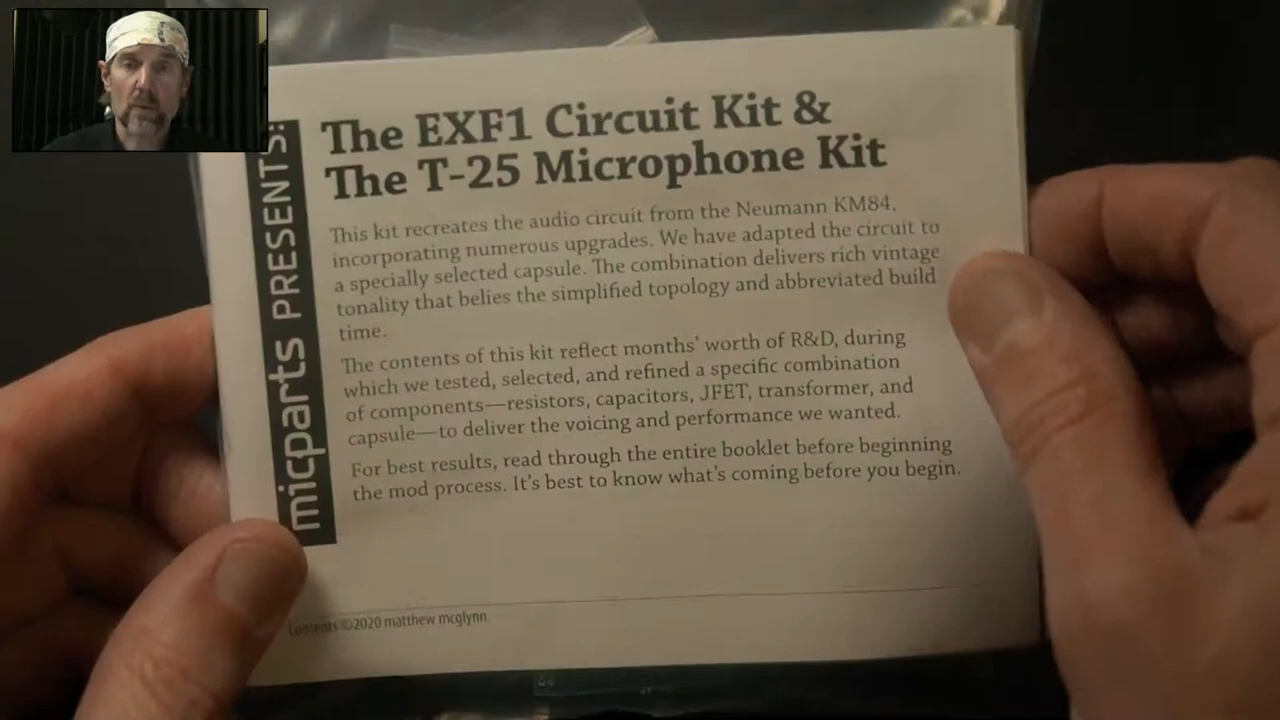 micparts PRESENTS:
The EXF1 Circuit Kit &
The T-25 Microphone Kit
This kit recreates the audio circuit from the Neumann KM84,
incorporating numerous upgrades. We have adapted the circuit to
a specially selected capsule. The combination delivers rich vintage
tonality that belies the simplified topology and abbreviated build
time.
The contents of this kit reflect months' worth of R&D, during
which we tested, selected, and refined a specific combination
of components—resistors, capacitors, JFET, transformer, and
capsule—to deliver the voicing and performance we wanted.
For best results, read through the entire booklet before beginning
the mod process. It's best to know what's coming before you begin.
Contents ©2020 matthew mcglynn.